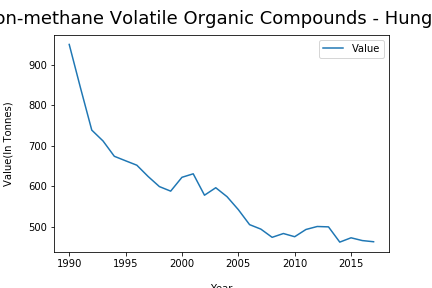 on-methane Volatile Organic Compounds - Hung
Value
Value(In Tonnes)
900
800
700
600
500
1990 1995 2000 2005 2010 2015
Year